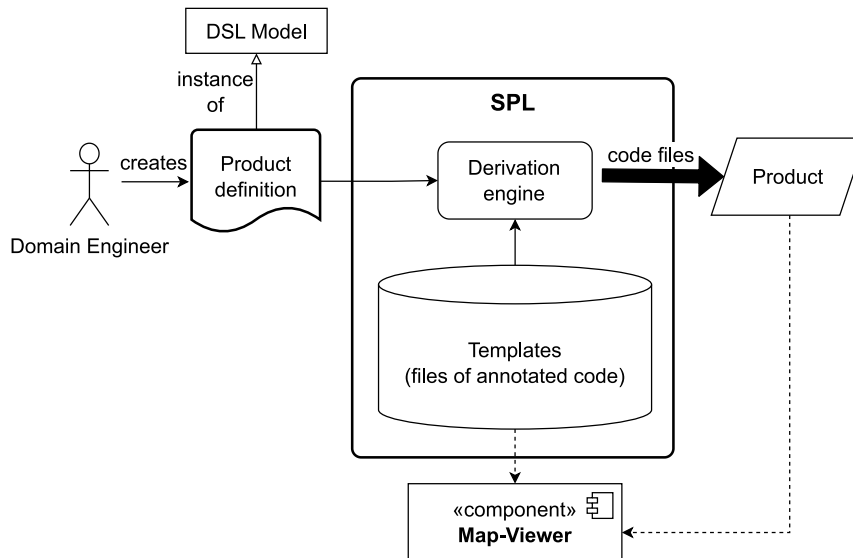 DSL Model
instance
of
SPL
creates
Product
definition
Derivation
engine
code files
Product
Domain Engineer
Templates
(files of annotated code)
«component»
Map-Viewer